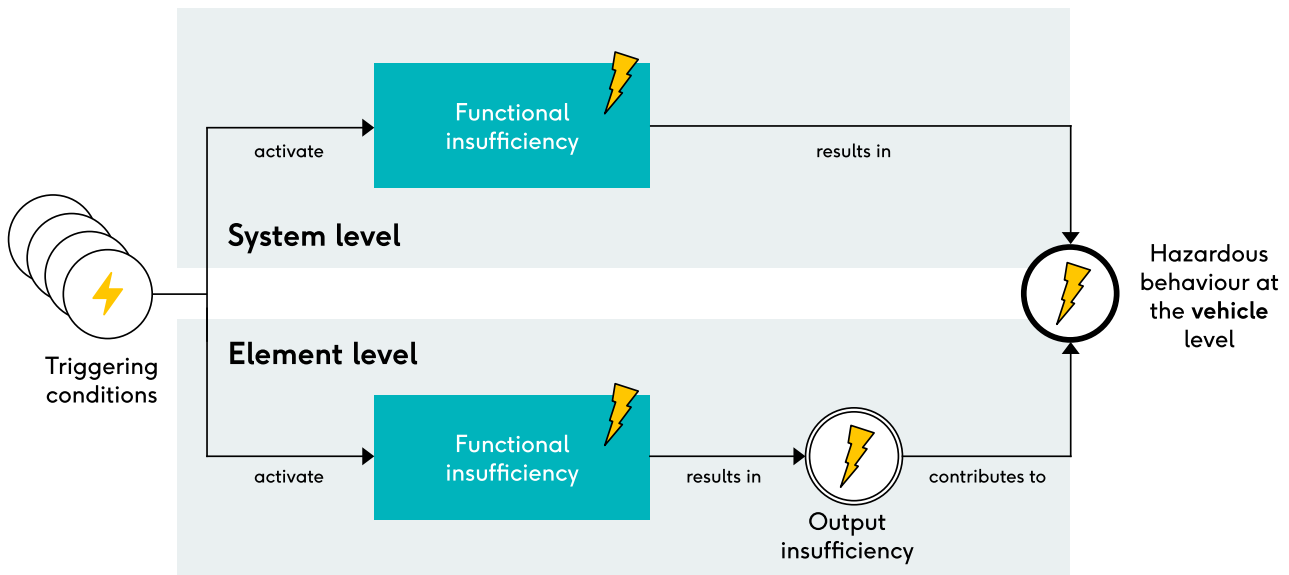 Functional
insufficiency
activate
results in
System level
Hazardous
behaviour at
the vehicle
level
Triggering
conditions
Element level
Functional
insufficiency
activate
results in
contributes to
Output
insufficiency